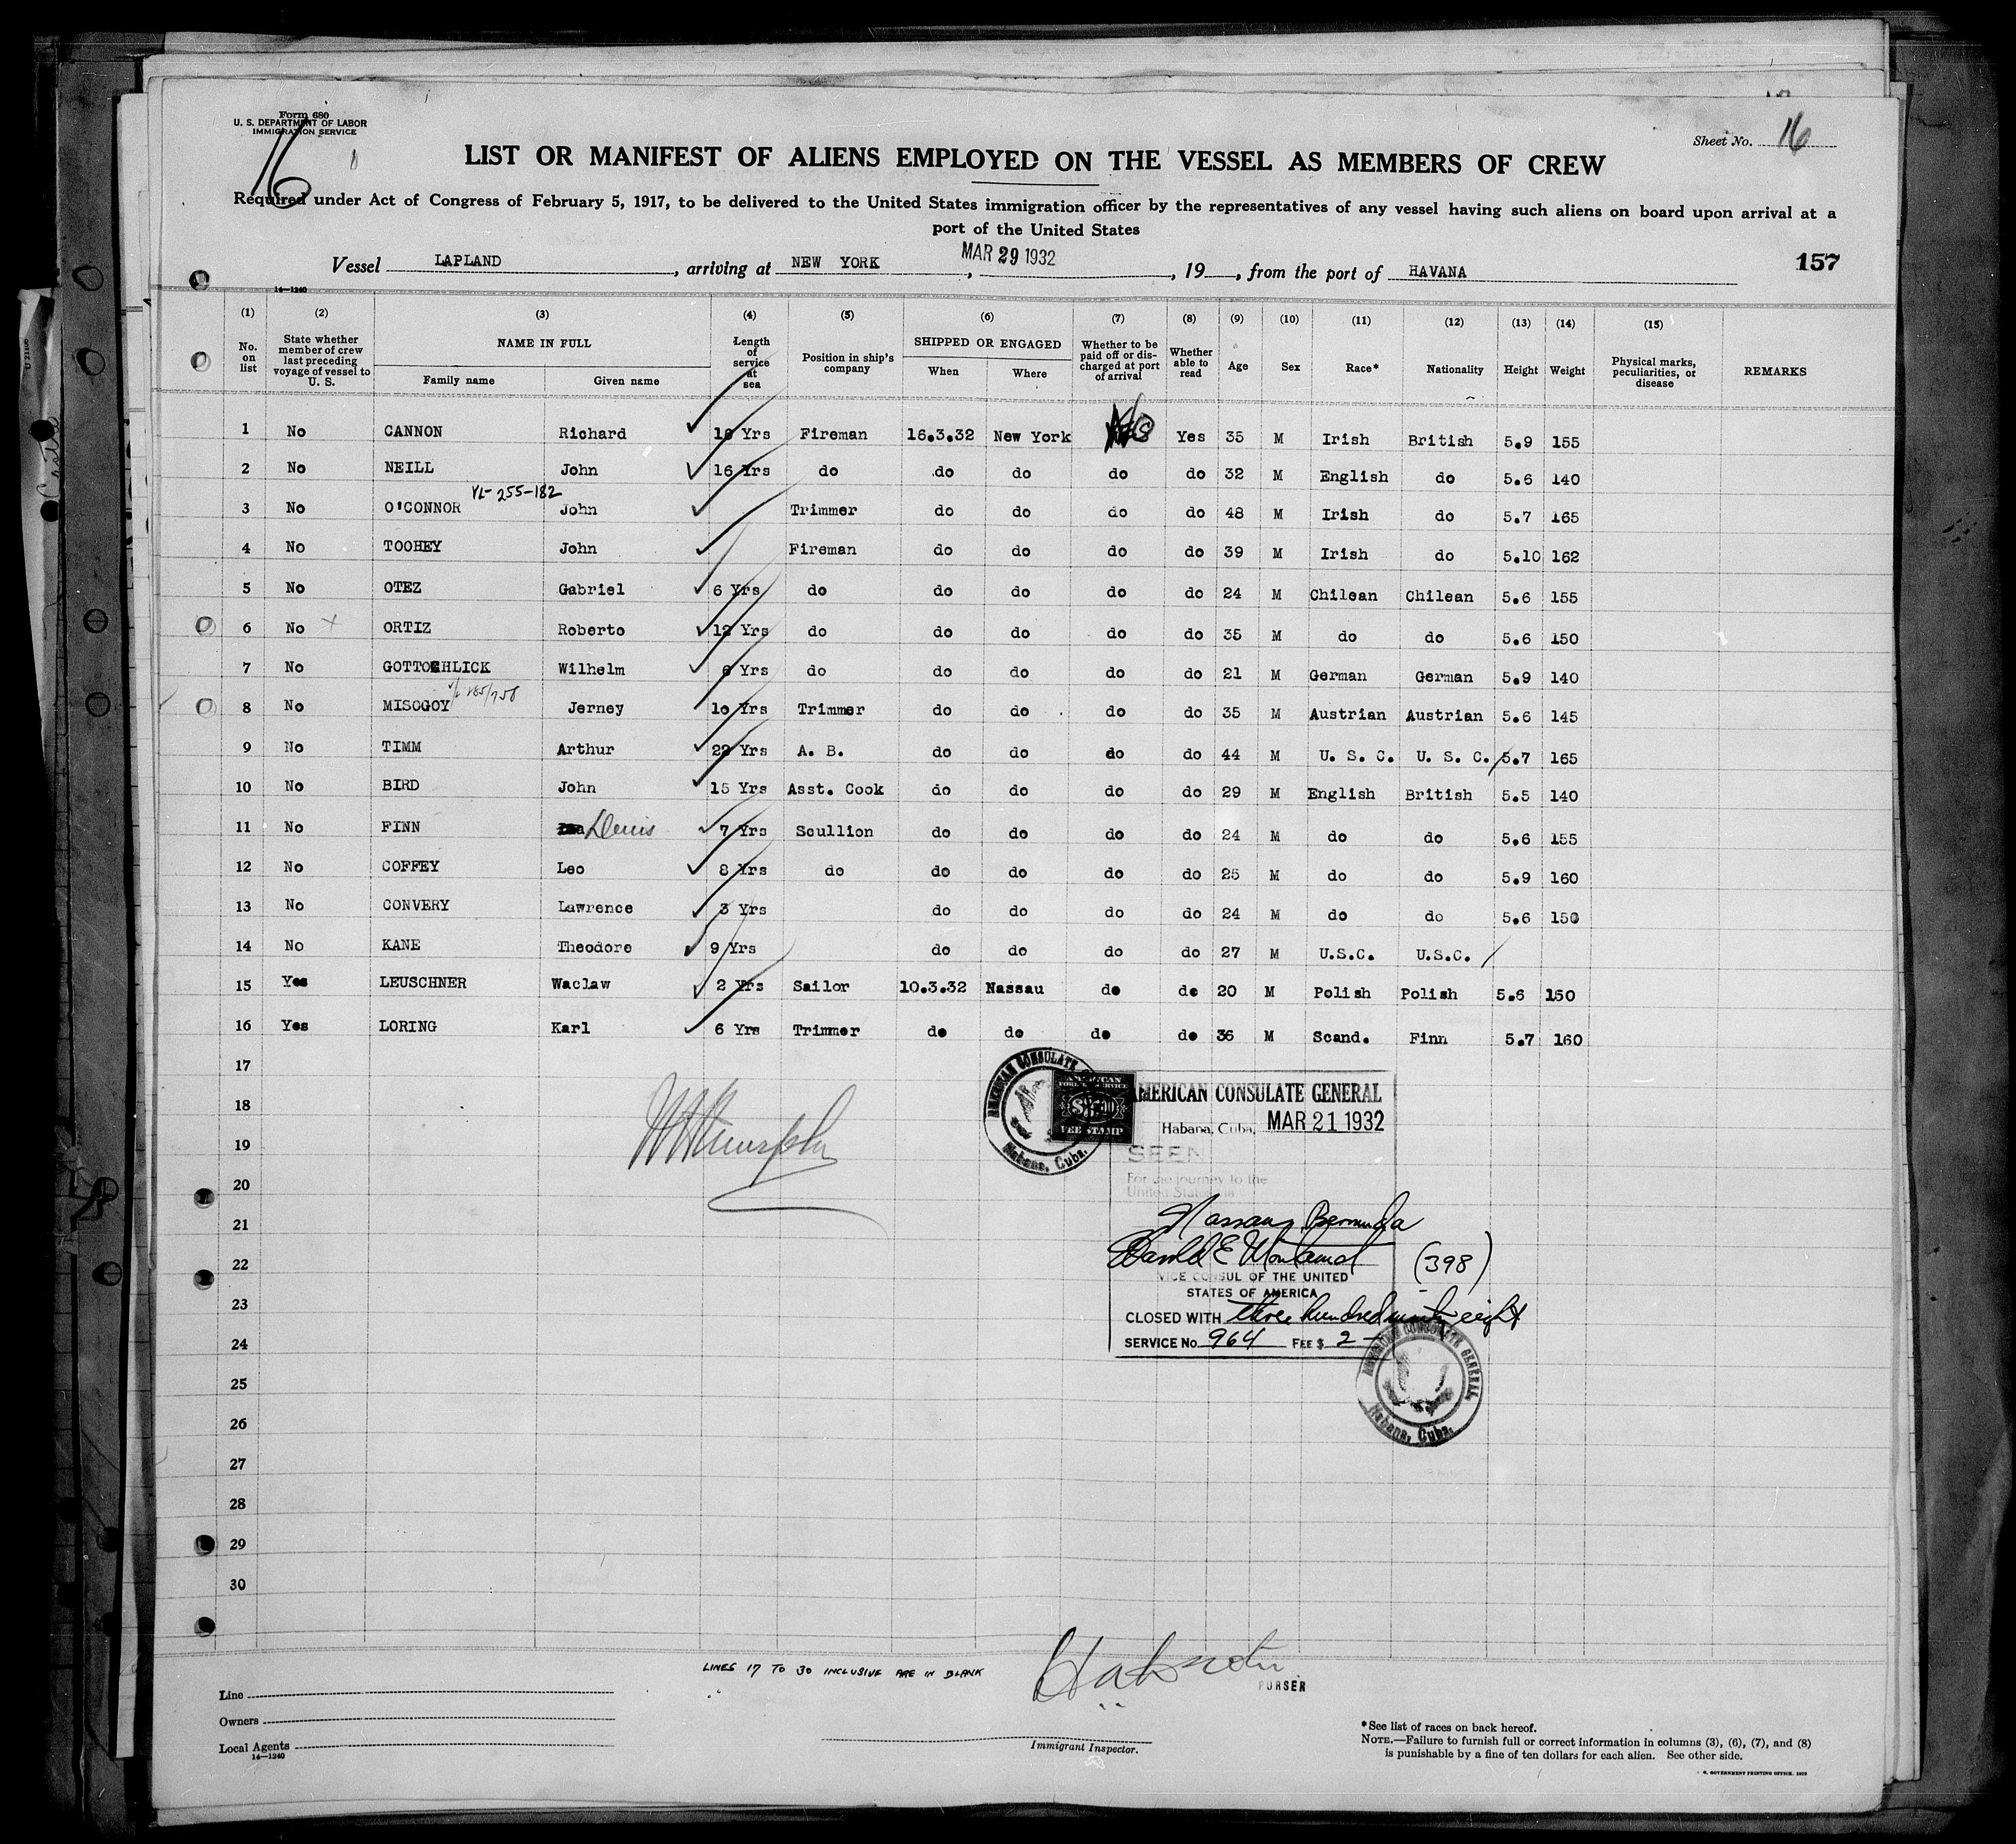 Form 680
U. S. DEPARTMENT OF LABOR
IMMIGRATION SERVICE
16
Sheet No. 16
LIST OR MANIFEST OF ALIENS EMPLOYED ON THE VESSEL AS MEMBERS OF CREW
Required under Act of Congress of February 5, 1917, to be delivered to the United States immigration officer by the representatives of any vessel having such aliens on board upon arrival at a
port of the United States
Vessel LAPLAND, arriving at NEW YORK, MAR 29 1932, 19, from the port of HAVANA
157
14—1240
(1) (2) (3) (4) (5) (6) (7) (8) (9) (10) (11) (12) (13) (14) (15)
No. on list
State whether member of crew last preceding voyage of vessel to U. S.
NAME IN FULL
Family name
Given name
Length of service at sea
Position in ship's company
SHIPPED OR ENGAGED
When
Where
Whether to be paid off or discharged at port of arrival
Whether able to read
Age
Sex
Race*
Nationality
Height
Weight
Physical marks, peculiarities, or disease
REMARKS
1 No CANNON Richard 16 Yrs Fireman 16.3.32 New York Yes 35 M Irish British 5.9 155
2 No NEILL John 16 Yrs do do do do do 32 M English do 5.6 140
VL-255-182
3 No O'CONNOR John Trimmer do do do do 48 M Irish do 5.7 165
4 No TOOHEY John Fireman do do do do 39 M Irish do 5.10 162
5 No OTEZ Gabriel 6 Yrs do do do do do 24 M Chilean Chilean 5.6 155
6 No ORTIZ Roberto 12 Yrs do do do do do 35 M do do 5.6 150
7 No GOTTOCHLICK Wilhelm 6 Yrs do do do do do 21 M German German 5.9 140
8 No MISOGOY Jerney 10 Yrs Trimmer do do do do 35 M Austrian Austrian 5.6 145
9 No TIMM Arthur 22 Yrs A. B. do do do do 44 M U. S. C. U. S. C. 5.7 165
10 No BIRD John 15 Yrs Asst. Cook do do do do 29 M English British 5.5 140
11 No FINN Denis 7 Yrs Scullion do do do do 24 M do do 5.6 155
12 No COFFEY Leo 8 Yrs do do do do do 25 M do do 5.9 160
13 No CONVERY Lawrence 3 Yrs do do do do 24 M do do 5.6 150
14 No KANE Theodore 9 Yrs do do do do 27 M U.S.C. U.S.C.
15 Yes LEUSCHNER Waclaw 2 Yrs Sailor 10.3.32 Nassau do do 20 M Polish Polish 5.6 150
16 Yes LORING Karl 6 Yrs Trimmer do do do do 36 M Scand. Finn 5.7 160
17
18
19
20
21
22
23
24
25
26
27
28
29
30
AMERICAN CONSULATE
Habana, Cuba.
AMERICAN
FOREIGN SERVICE
FEE STAMP
AMERICAN CONSULATE GENERAL
Habana, Cuba, MAR 21 1932
SEEN
For the journey to the
United States
Nassau, Bermuda
(398)
VICE CONSUL OF THE UNITED
STATES OF AMERICA
CLOSED WITH three hundred ninety eight
SERVICE No. 964 FEE $ 2
AMERICAN CONSULATE GENERAL
Habana, Cuba.
LINES 17 TO 30 INCLUSIVE ARE IN BLANK
PURSER
Line
Owners
Local Agents
14—1240
Immigrant Inspector.
*See list of races on back hereof.
NOTE.—Failure to furnish full or correct information in columns (3), (6), (7), and (8)
is punishable by a fine of ten dollars for each alien. See other side.